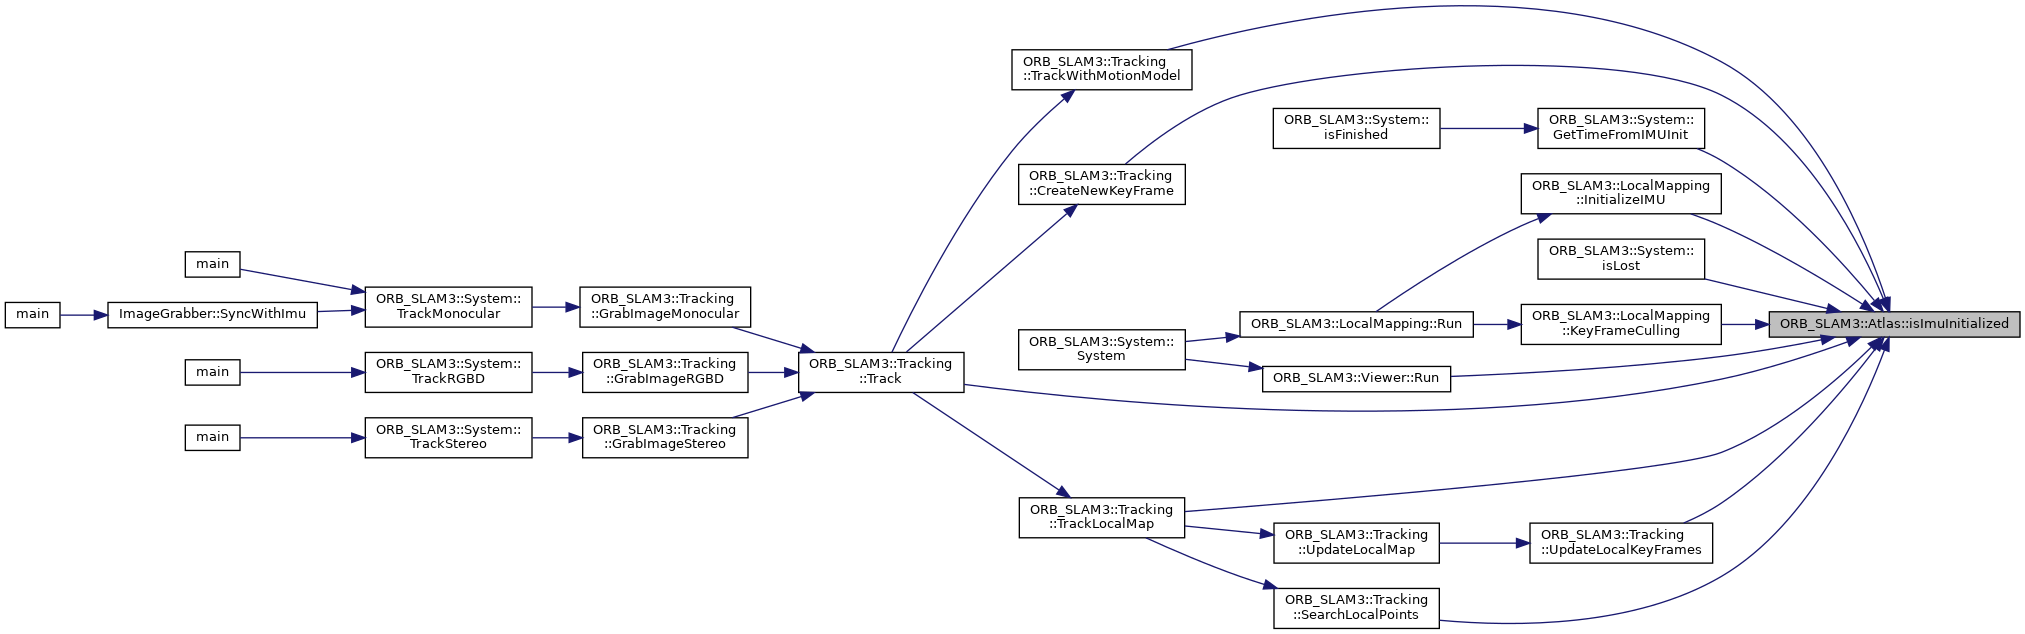 ORB_SLAM3::Tracking
::TrackWithMotionModel
ORB_SLAM3::System::
isFinished
ORB_SLAM3::System::
GetTimeFromIMUInit
ORB_SLAM3::Tracking
::CreateNewKeyFrame
ORB_SLAM3::LocalMapping
::InitializeIMU
ORB_SLAM3::System::
isLost
main
main
ImageGrabber::SyncWithImu
ORB_SLAM3::System::
TrackMonocular
ORB_SLAM3::Tracking
::GrabImageMonocular
ORB_SLAM3::LocalMapping::Run
ORB_SLAM3::LocalMapping
::KeyFrameCulling
ORB_SLAM3::Atlas::isImuInitialized
ORB_SLAM3::System::
System
ORB_SLAM3::Viewer::Run
main
ORB_SLAM3::System::
TrackRGBD
ORB_SLAM3::Tracking
::GrabImageRGBD
ORB_SLAM3::Tracking
::Track
main
ORB_SLAM3::System::
TrackStereo
ORB_SLAM3::Tracking
::GrabImageStereo
ORB_SLAM3::Tracking
::TrackLocalMap
ORB_SLAM3::Tracking
::UpdateLocalMap
ORB_SLAM3::Tracking
::UpdateLocalKeyFrames
ORB_SLAM3::Tracking
::SearchLocalPoints